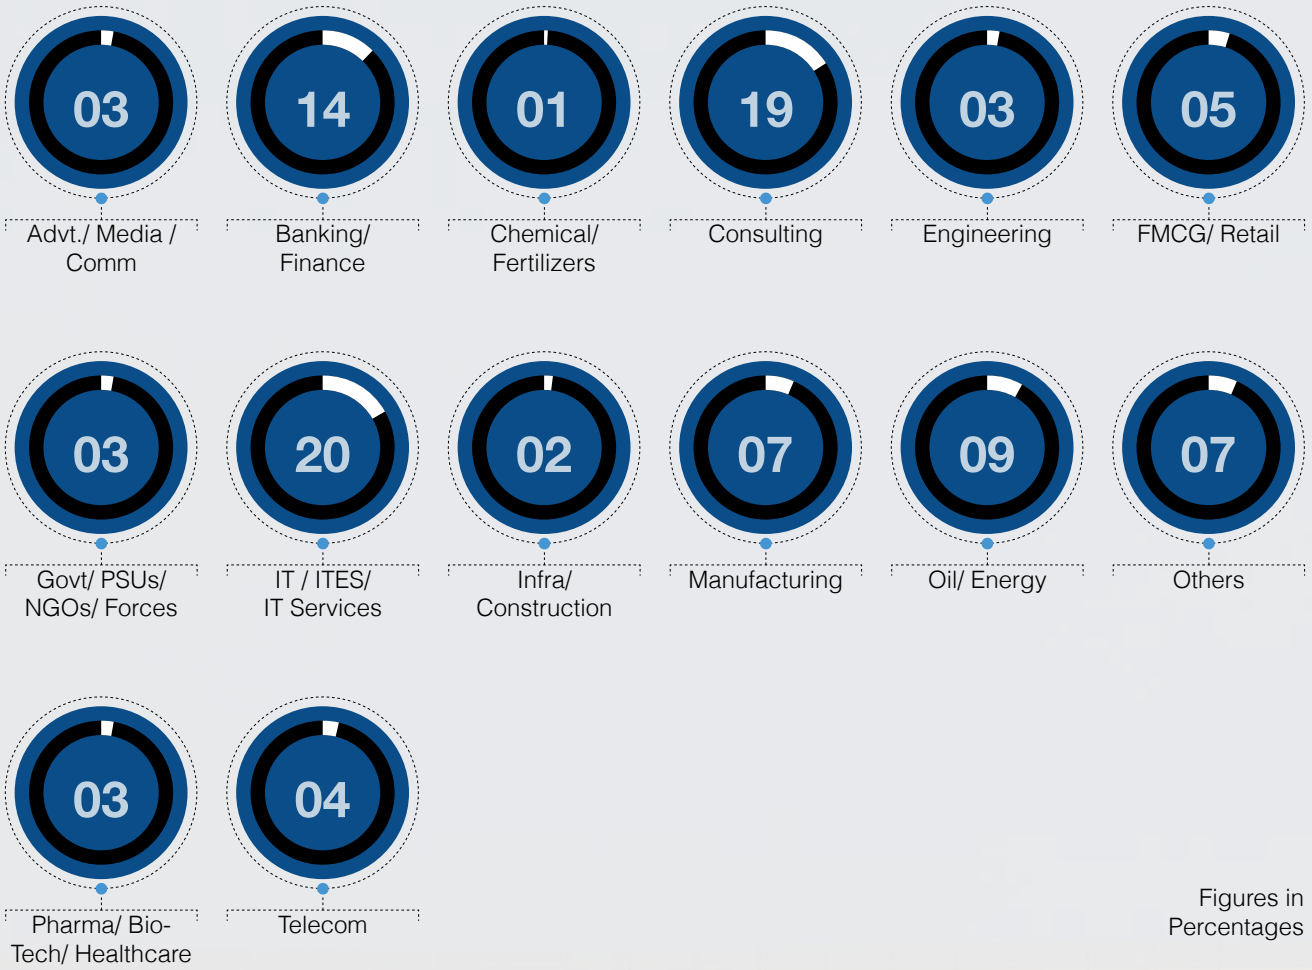 03
14
01
19
03
05
Advt./ Media /
Comm
Banking/
Finance
Chemical/
Fertilizers
Consulting
Engineering
FMCG/ Retail
03
20
02
07
09
07
Govt/ PSUs/
NGOs/ Forces
IT / ITES/
IT Services
Infra/
Construction
Manufacturing
Oil/ Energy
Others
03
04
Pharma/ Bio-
Tech/ Healthcare
Telecom
Figures in
Percentages